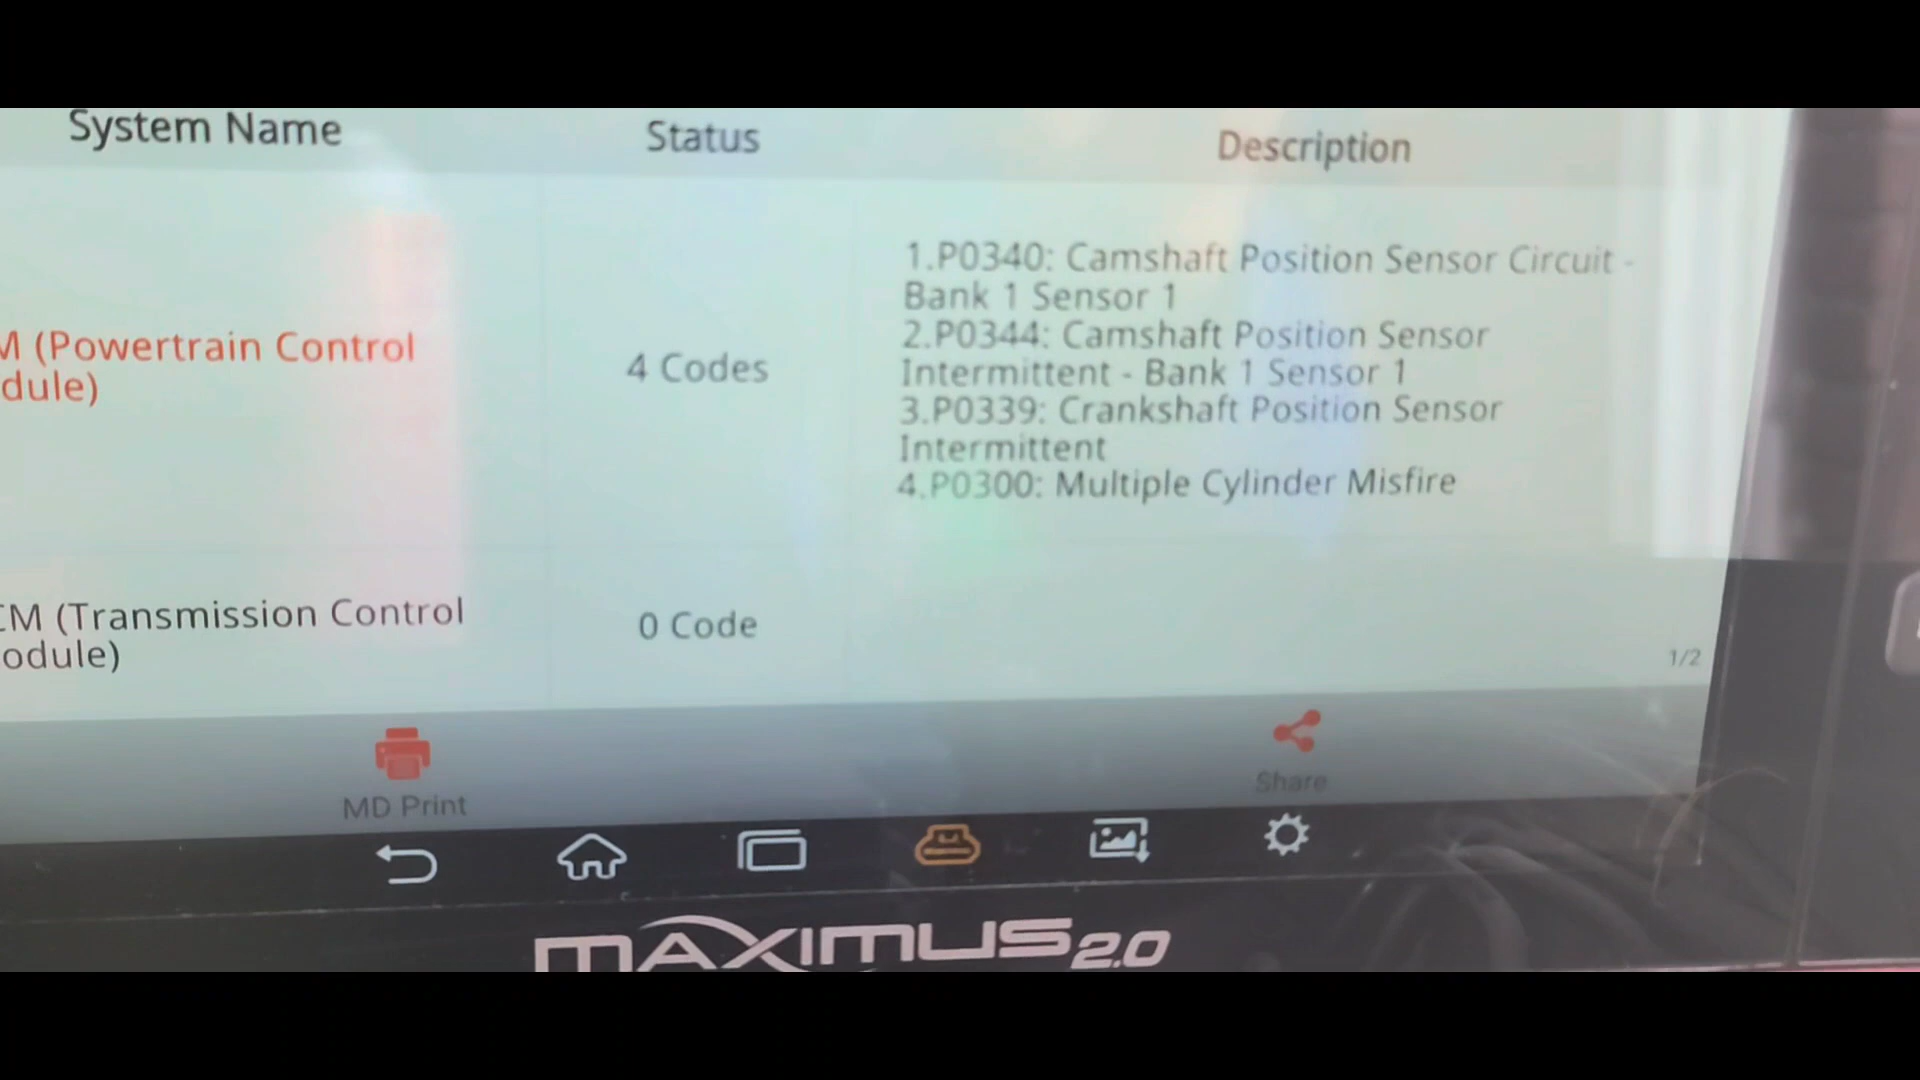 System Name Status Description
1.P0340: Camshaft Position Sensor Circuit -
Bank 1 Sensor 1
2.P0344: Camshaft Position Sensor
M (Powertrain Control
dule)
4 Codes
Intermittent - Bank 1 Sensor 1
3.P0339: Crankshaft Position Sensor
Intermittent
4.P0300: Multiple Cylinder Misfire
CM (Transmission Control
odule)
0 Code
1/2
MD Print
Share
MAXIMUS 2.0